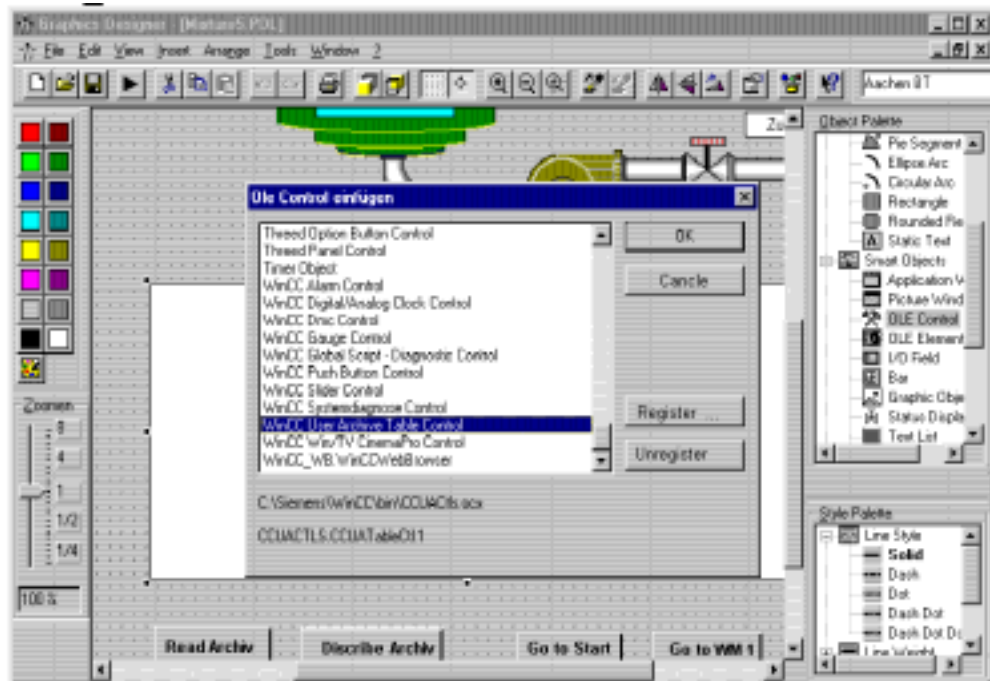 Graphics Designer - [Mixture5.PDL]
File Edit View Insert Arrange Tools Window ?
Aachen BT
Object Palette
Pie Segment
Ellipse Arc
Circular Arc
Rectangle
Rounded Re
Static Text
Smart Objects
Application W
Picture Wind
OLE Control
OLE Element
I/O Field
Bar
Graphic Obje
Status Displa
Text List
Zu
Ole Control einfügen
Threed Option Button Control
Threed Panel Control
Timer Object
WinCC Alarm Control
WinCC Digital/Analog Clock Control
WinCC Gauge Control
WinCC Global Script - Diagnostic Control
WinCC Push Button Control
WinCC Slider Control
WinCC Systemdiagnose Control
WinCC User Archive Table Control
WinCC Win/TV CinemaPro Control
WinCC_WB.WinCCWebBrowser
OK
Cancle
Register ...
Unregister
C:\Siemens\WinCC\bin\CCUACtls.ocx
CCUACTLS.CCUATableCtl.1
Zoomen
8
4
1
1/2
1/4
100 %
Style Palette
Line Style
Solid
Dash
Dot
Dash Dot
Dash Dot Do
Line Weight
Read Archiv
Discribe Archiv
Go to Start
Go to WM 1